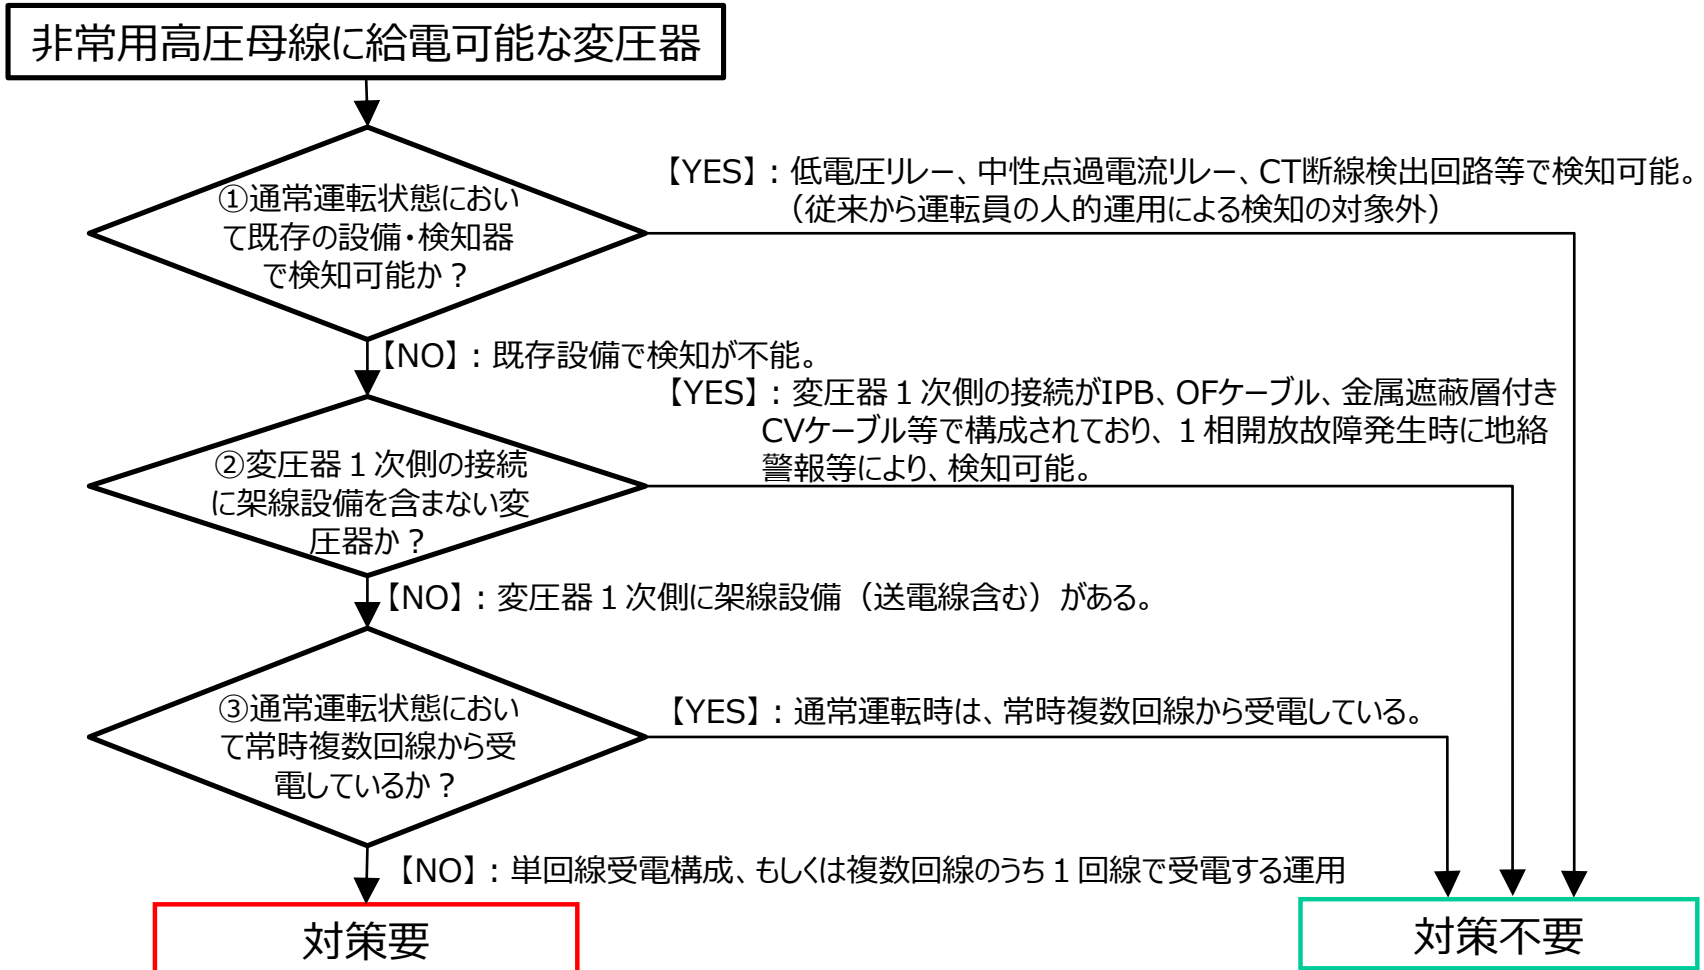 非常用高圧母線に給電可能な変圧器
①通常運転状態におい
て既存の設備・検知器
で検知可能か？
【YES】：低電圧リレー、中性点過電流リレー、CT断線検出回路等で検知可能。
（従来から運転員の人的運用による検知の対象外）
【NO】：既存設備で検知が不能。
②変圧器１次側の接続
に架線設備を含まない変
圧器か？
【YES】：変圧器１次側の接続がIPB、OFケーブル、金属遮蔽層付き
CVケーブル等で構成されており、１相開放故障発生時に地絡
警報等により、検知可能。
【NO】：変圧器１次側に架線設備（送電線含む）がある。
③通常運転状態におい
て常時複数回線から受
電しているか？
【YES】：通常運転時は、常時複数回線から受電している。
【NO】：単回線受電構成、もしくは複数回線のうち１回線で受電する運用
対策要
対策不要